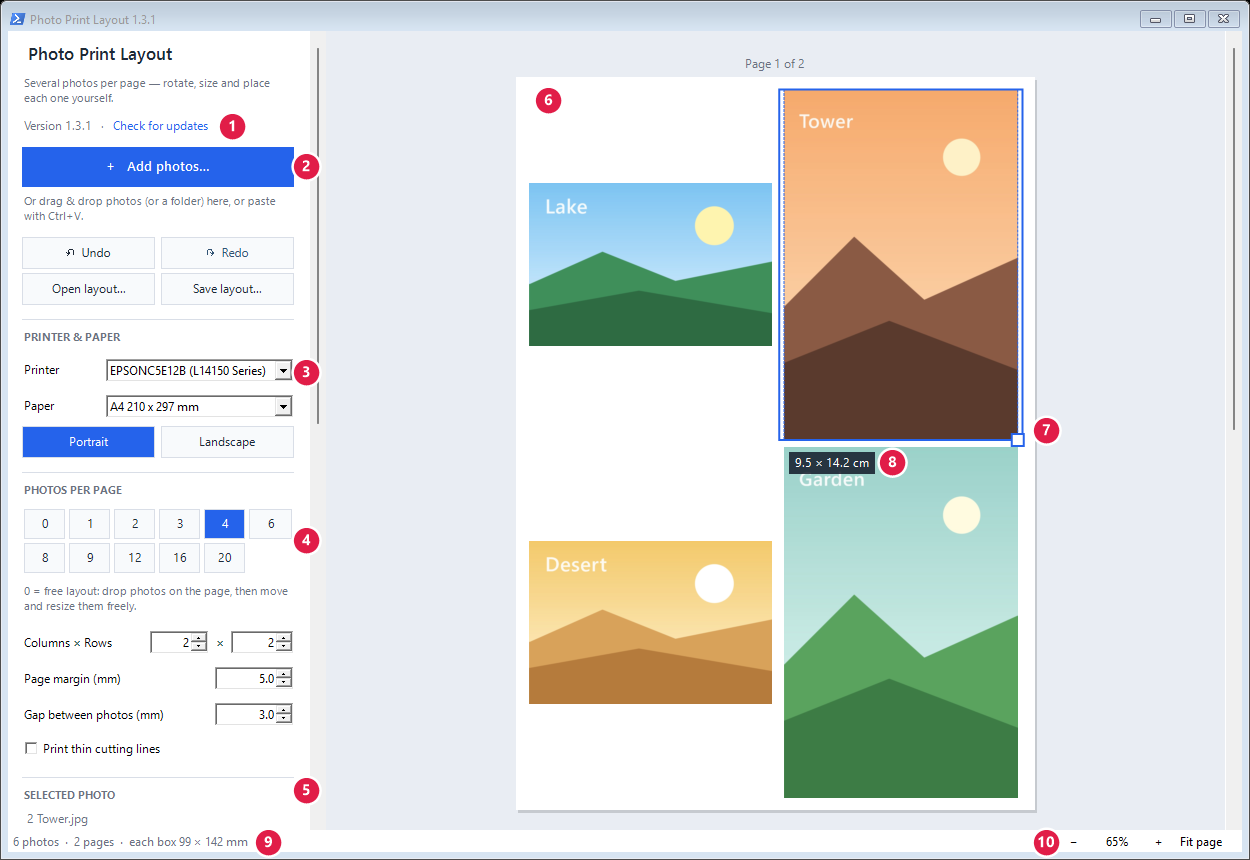 Photo Print Layout 1.3.1
Photo Print Layout
Several photos per page — rotate, size and place
each one yourself.
Version 1.3.1 · Check for updates 1
+ Add photos... 2
Or drag & drop photos (or a folder) here, or paste
with Ctrl+V.
Undo Redo
Open layout... Save layout...
PRINTER & PAPER
Printer EPSONC5E12B (L14150 Series) 3
Paper A4 210 x 297 mm
Portrait Landscape
PHOTOS PER PAGE
0 1 2 3 4 6
4
8 9 12 16 20
0 = free layout: drop photos on the page, then move
and resize them freely.
Columns × Rows 2 × 2
Page margin (mm) 5.0
Gap between photos (mm) 3.0
Print thin cutting lines
5
SELECTED PHOTO
2 Tower.jpg
6 photos · 2 pages · each box 99 × 142 mm 9
Page 1 of 2
6
Tower
Lake
7
9.5 × 14.2 cm 8
Garden
Desert
10 − 65% + Fit page